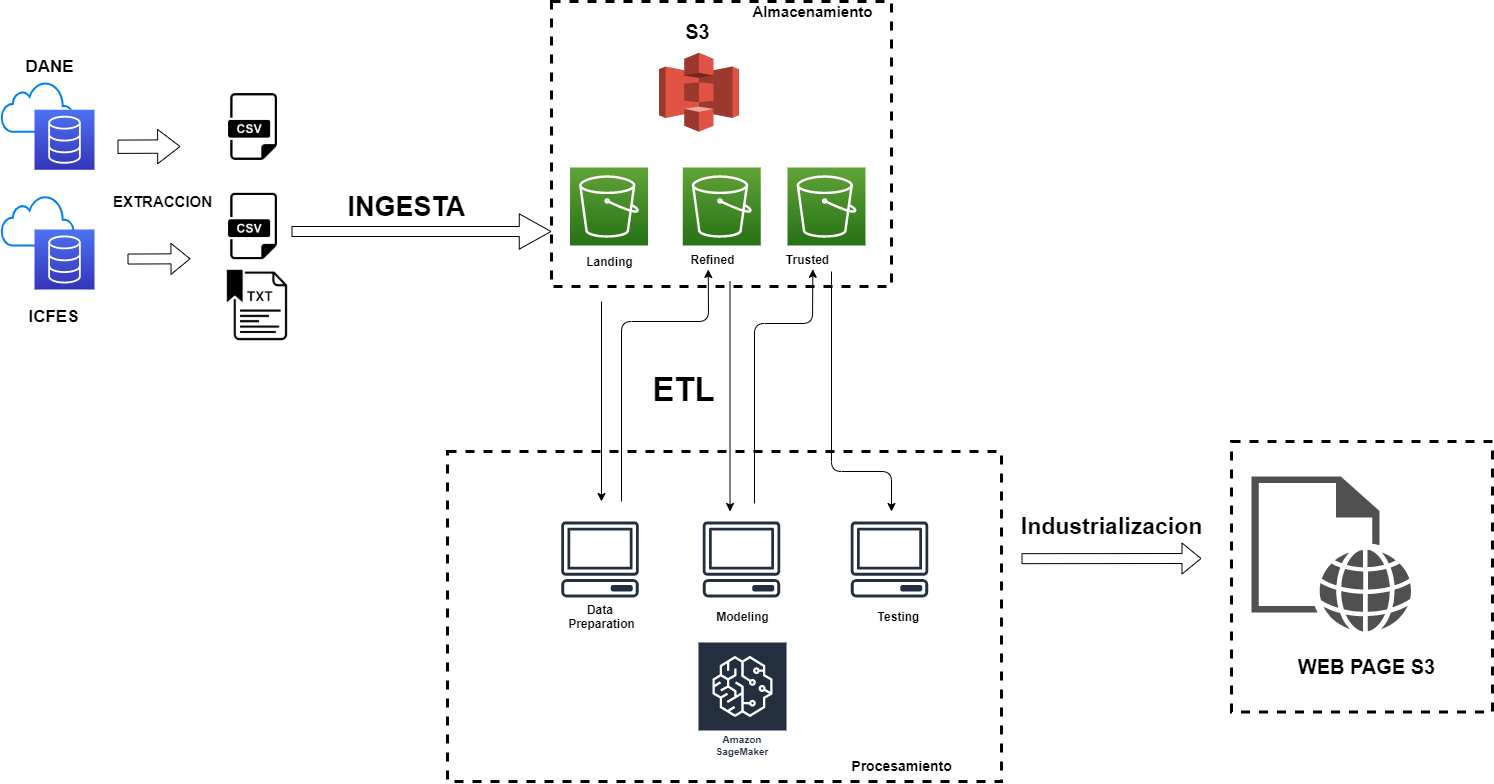 DANE
CSV
EXTRACCION
ICFES
CSV
TXT
INGESTA
Almacenamiento
S3
Landing
Refined
Trusted
ETL
Data
Preparation
Modeling
Testing
Amazon
SageMaker
Procesamiento
Industrializacion
WEB PAGE S3